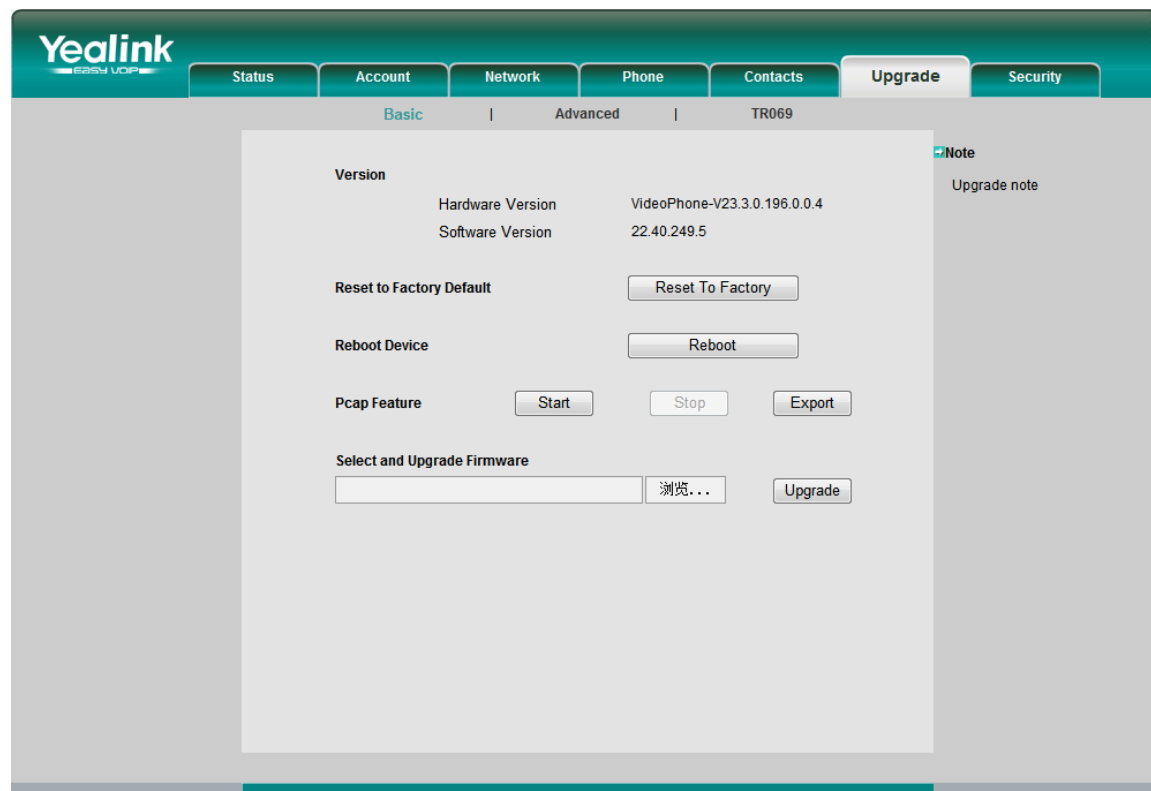 Yealink
EASY VOIP
Status Account Network Phone Contacts Upgrade Security
Basic | Advanced | TR069
Note
Upgrade note
Version
Hardware Version VideoPhone-V23.3.0.196.0.0.4
Software Version 22.40.249.5
Reset to Factory Default Reset To Factory
Reboot Device Reboot
Pcap Feature Start Stop Export
Select and Upgrade Firmware
浏览... Upgrade